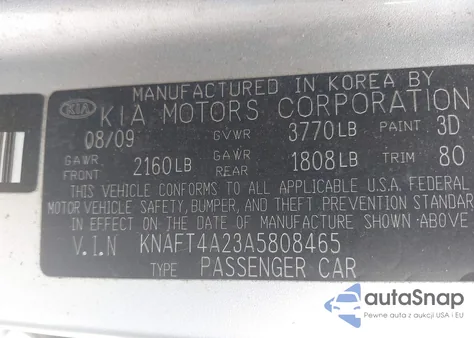 MANUFACTURED IN KOREA BY
KIA KIA MOTORS CORPORATION
08/09 GVWR 3770LB PAINT 3D
GAWR FRONT 2160LB GAWR REAR 1808LB TRIM 80
THIS VEHICLE CONFORMS TO ALL APPLICABLE U.S.A. FEDERAL
MOTOR VEHICLE SAFETY, BUMPER, AND THEFT PREVENTION STANDAR
IN EFFECT ON THE DATE OF MANUFACTURE SHOWN ABOVE
V.I.N KNAFT4A23A5808465
TYPE PASSENGER CAR
autoSnap
Pewne auta z aukcji USA i EU